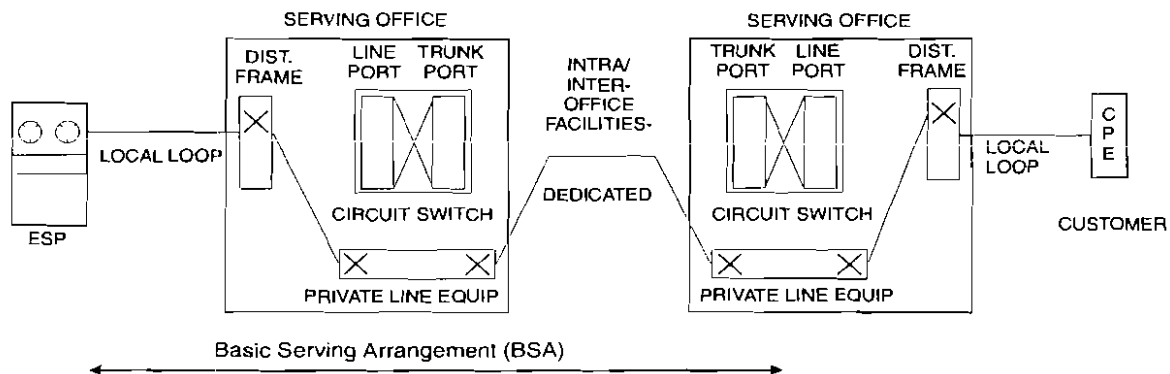 SERVING OFFICE
DIST.
FRAME
LINE
PORT
TRUNK
PORT
LOCAL LOOP
ESP
CIRCUIT SWITCH
PRIVATE LINE EQUIP
INTRA/
INTER-
OFFICE
FACILITIES-
DEDICATED
SERVING OFFICE
TRUNK
PORT
LINE
PORT
DIST.
FRAME
CIRCUIT SWITCH
PRIVATE LINE EQUIP
LOCAL
LOOP
CPE
CUSTOMER
Basic Serving Arrangement (BSA)